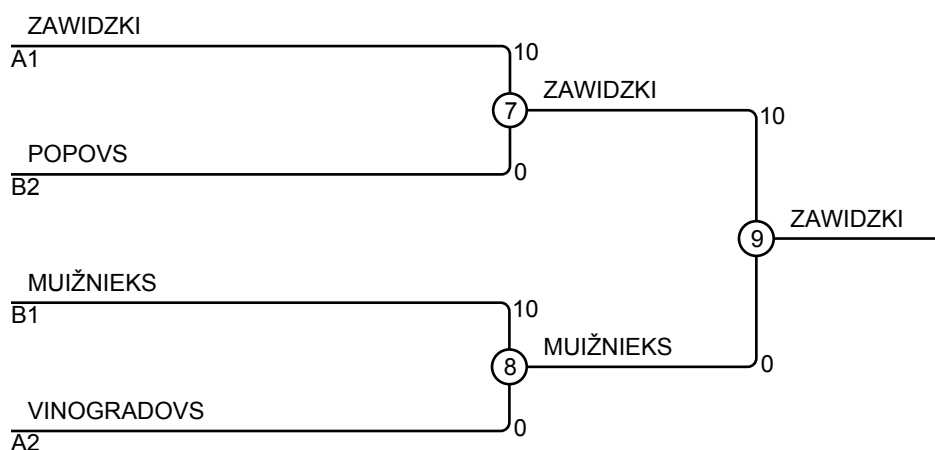 ZAWIDZKI
A1
10
7
ZAWIDZKI
10
POPOVS
B2
0
9
ZAWIDZKI
MUIŽNIEKS
B1
10
8
MUIŽNIEKS
0
VINOGRADOVS
A2
0